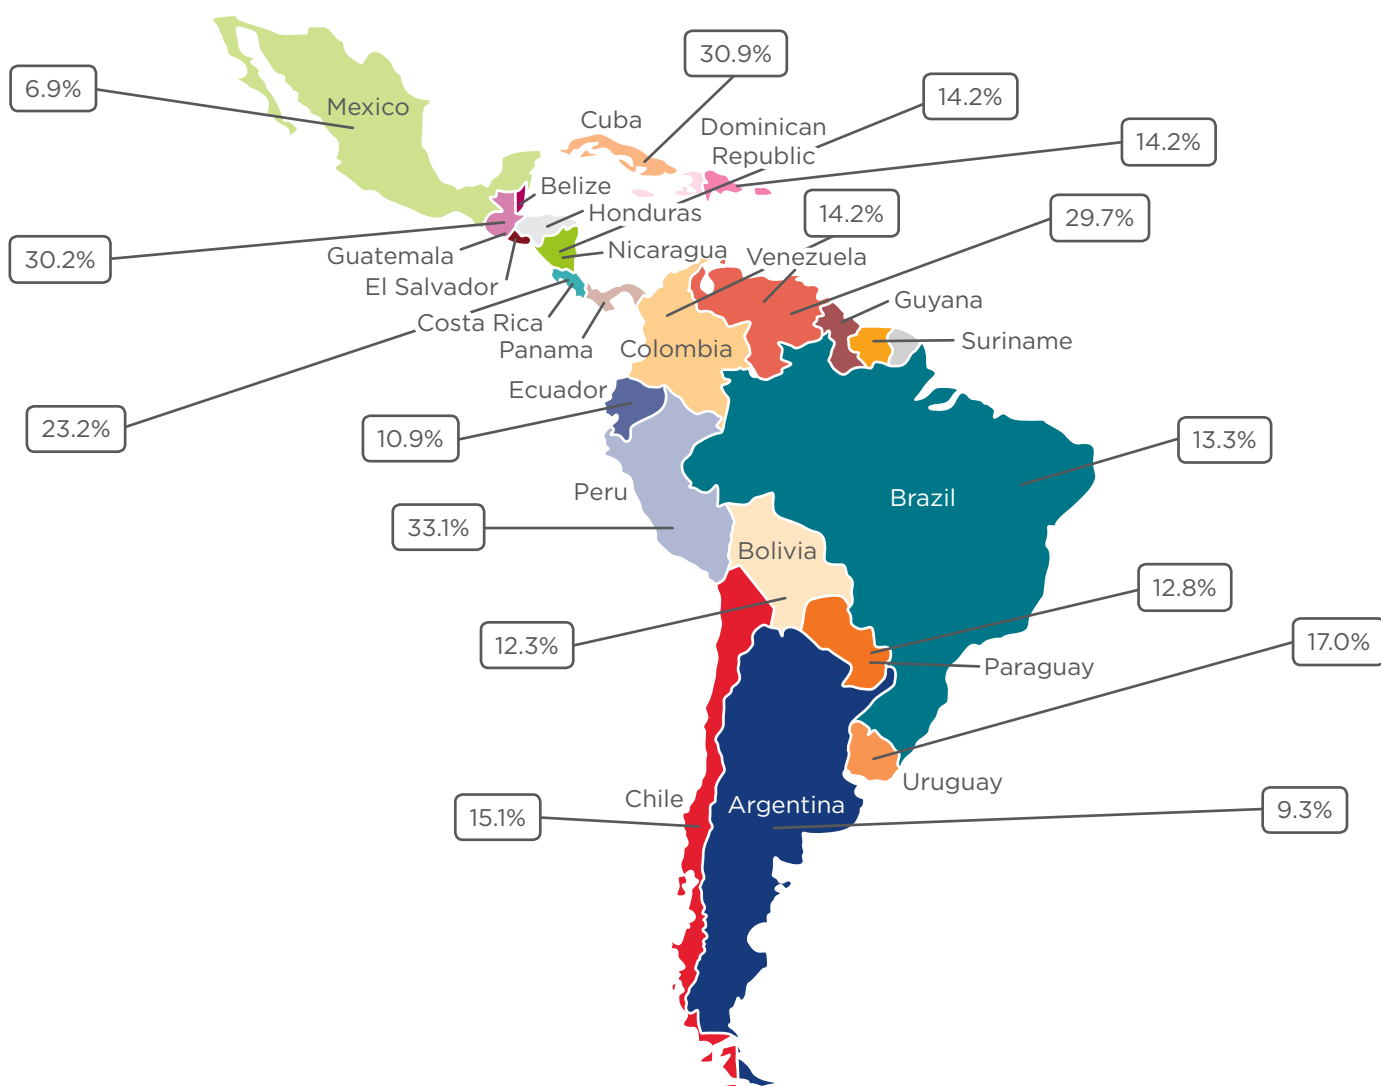 30.9%
6.9%
14.2%
Mexico
Cuba
Dominican
Republic
14.2%
Belize
Honduras
14.2%
29.7%
30.2%
Guatemala
Nicaragua
Venezuela
El Salvador
Guyana
Costa Rica
Panama
Colombia
Suriname
Ecuador
23.2%
10.9%
13.3%
Peru
Brazil
33.1%
Bolivia
12.8%
12.3%
17.0%
Paraguay
Uruguay
Chile
Argentina
15.1%
9.3%